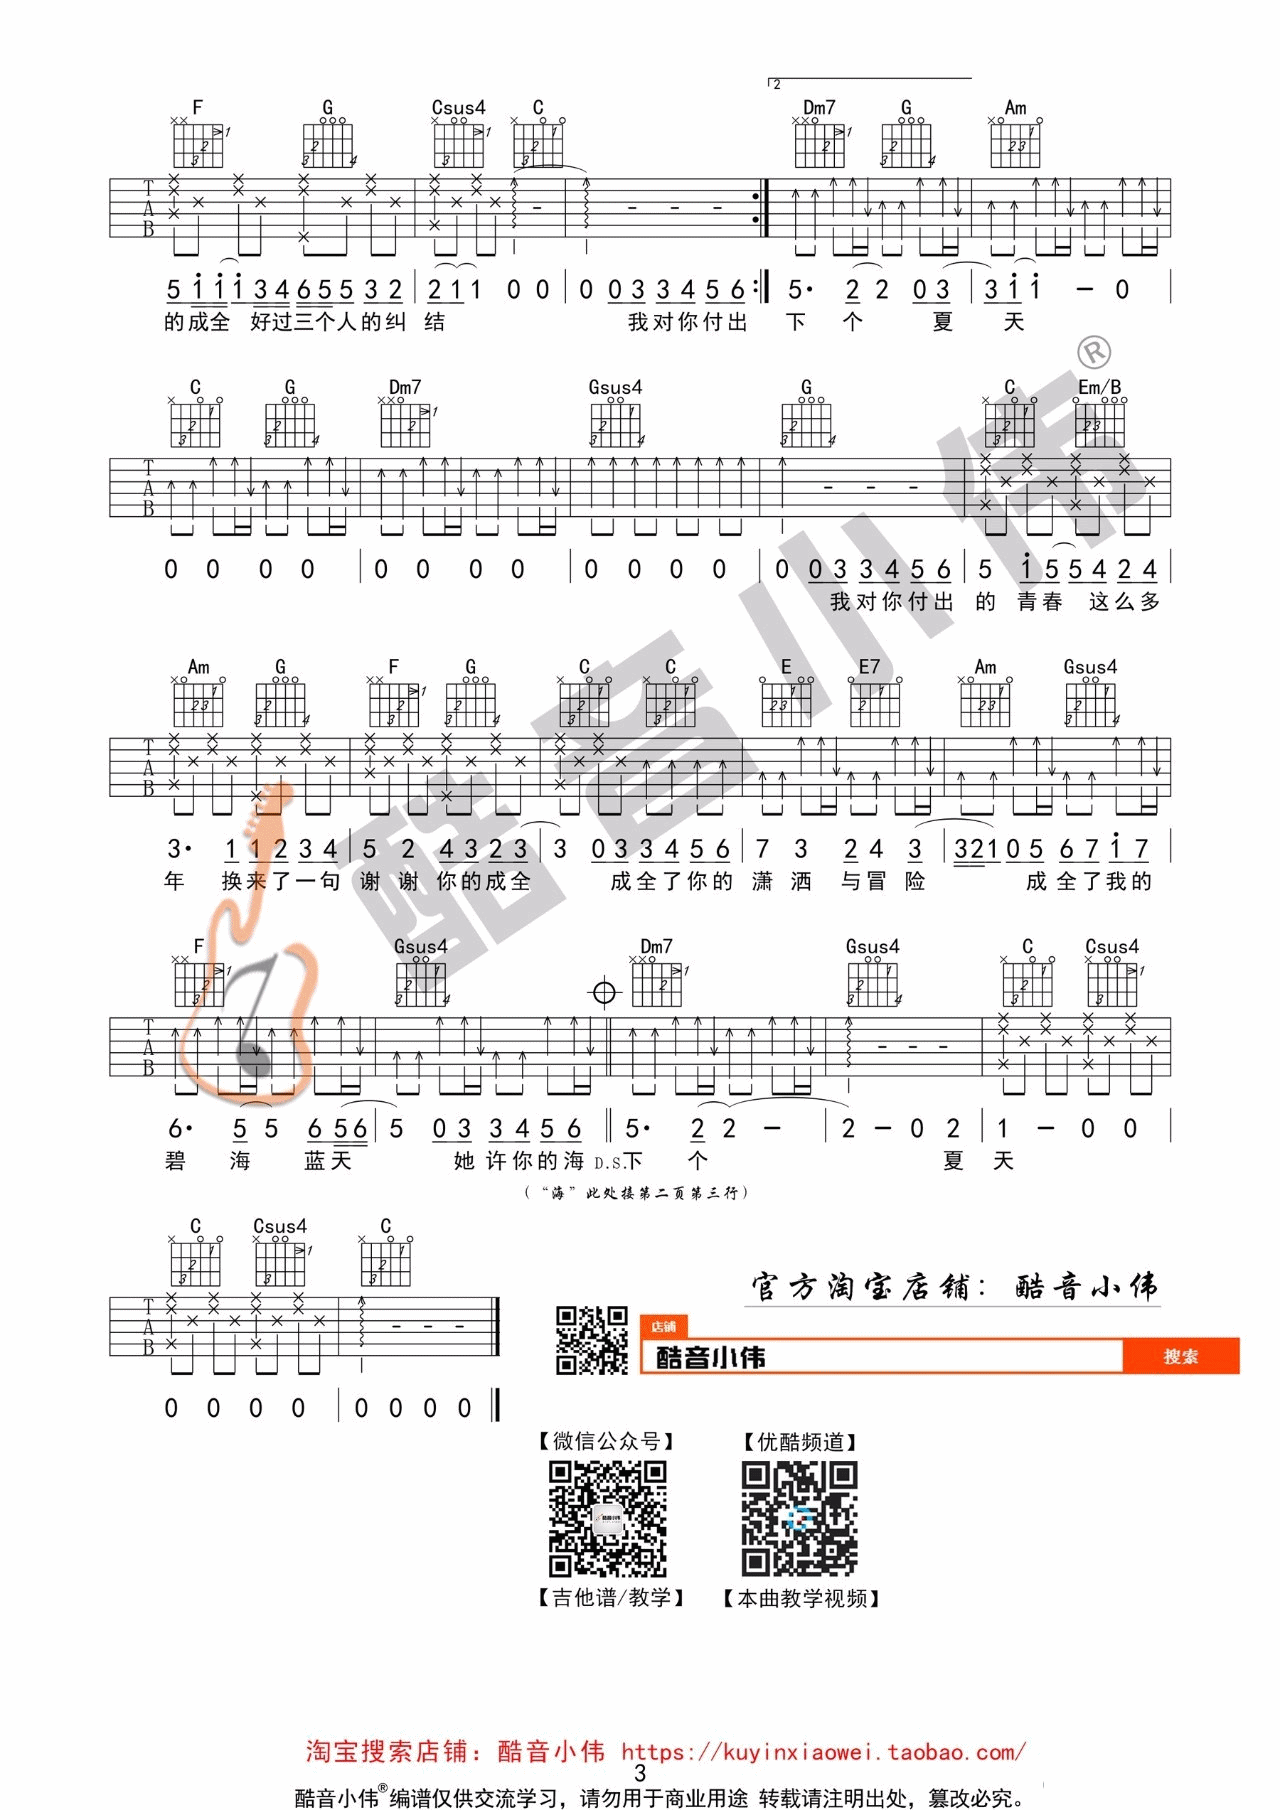 2
F G Csus4 C Dm7 G Am
T A B
5 1 1 1 3 4 6 5 5 3 2 2 1 1 0 0 0 0 3 3 4 5 6 5· 2 2 0 3 3 1 1 — 0
的成全 好过三个人的纠 结 我对你付出 下 个 夏 天
C G Dm7 Gsus4 G C Em/B
T A B
0 0 0 0 0 0 0 0 0 0 0 0 0 0 3 3 4 5 6 5 1 5 5 4 2 4
我对你付出 的 青春 这么多
Am G F G C C E E7 Am Gsus4
T A B
3· 1 1 2 3 4 5 2 4 3 2 3 3 0 3 3 4 5 6 7 3 2 4 3 3 2 1 0 5 6 7 1 7
年 换来了一句 谢 谢 你的成全 成全了你的 潇 洒 与冒 险 成 全 了 我 的
F Gsus4 Dm7 Gsus4 C Csus4
T A B
6· 5 5 6 5 6 5 0 3 3 4 5 6 5· 2 2 — 2 — 0 2 1 — 0 0
碧 海 蓝天 她 许你的海 D.S.下 个 夏 天
(“海”此处接第二页第三行)
C Csus4 C
T A B
0 0 0 0 0 0 0 0
官方淘宝店铺：酷音小伟
店铺
酷音小伟 搜索
【微信公众号】 【优酷频道】
酷音小伟
【吉他谱/教学】 【本曲教学视频】
酷音小伟®
淘宝搜索店铺：酷音小伟 https://kuyinxiaowei.taobao.com/
3
酷音小伟®编谱仅供交流学习，请勿用于商业用途 转载请注明出处，篡改必究。